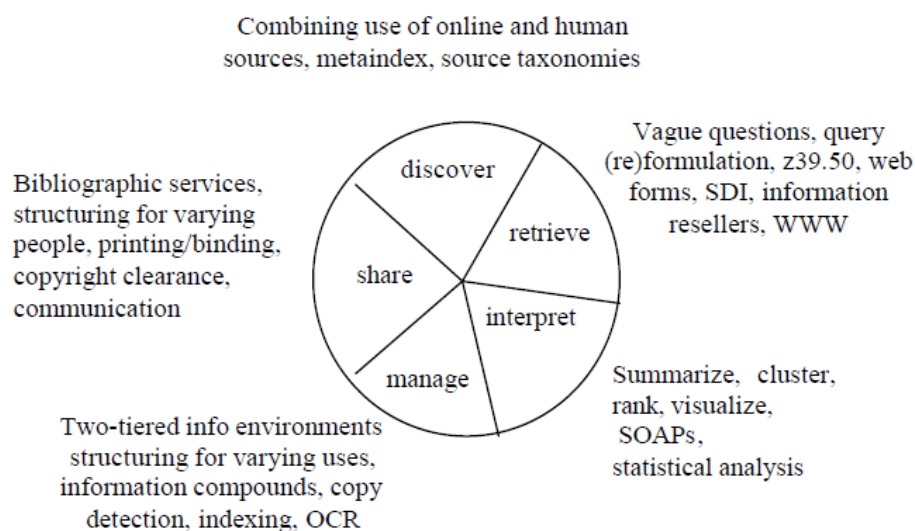 Combining use of online and human
sources, metaindex, source taxonomies
discover
Vague questions, query
(re)formulation, z39.50, web
forms, SDI, information
resellers, WWW
retrieve
Bibliographic services,
structuring for varying
people, printing/binding,
copyright clearance,
communication
share
interpret
manage
Summarize, cluster,
rank, visualize,
SOAPs,
statistical analysis
Two-tiered info environments
structuring for varying uses,
information compounds, copy
detection, indexing, OCR